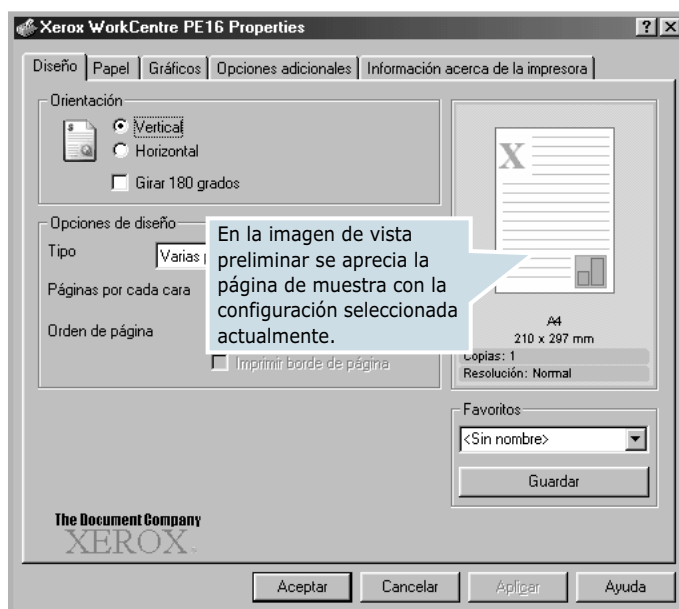 Xerox WorkCentre PE16 Properties
Diseño Papel Gráficos Opciones adicionales Información acerca de la impresora
Orientación
Vertical
Horizontal
Girar 180 grados
Opciones de diseño
Tipo
Varias
Páginas por cada cara
Orden de página
Imprimir borde de página
En la imagen de vista
preliminar se aprecia la
página de muestra con la
configuración seleccionada
actualmente.
X
A4
210 x 297 mm
Copias: 1
Resolución: Normal
Favoritos
<Sin nombre>
Guardar
The Document Company
XEROX
Aceptar Cancelar Aplicar Ayuda